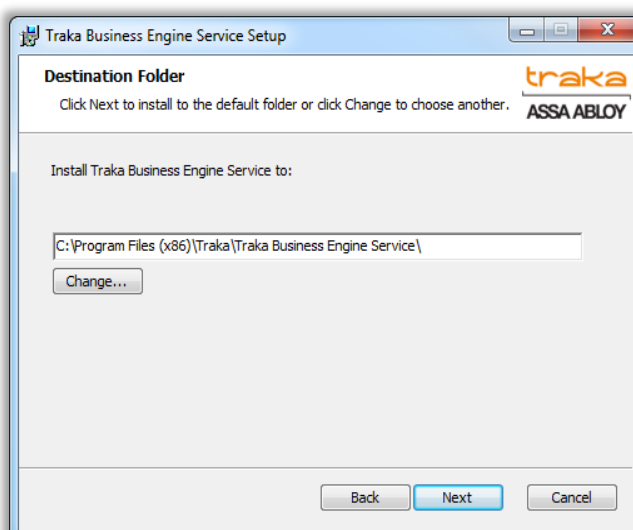 Traka Business Engine Service Setup
Destination Folder
Click Next to install to the default folder or click Change to choose another.
traka
ASSA ABLOY
Install Traka Business Engine Service to:
C:\Program Files (x86)\Traka\Traka Business Engine Service\
Change...
Back
Next
Cancel